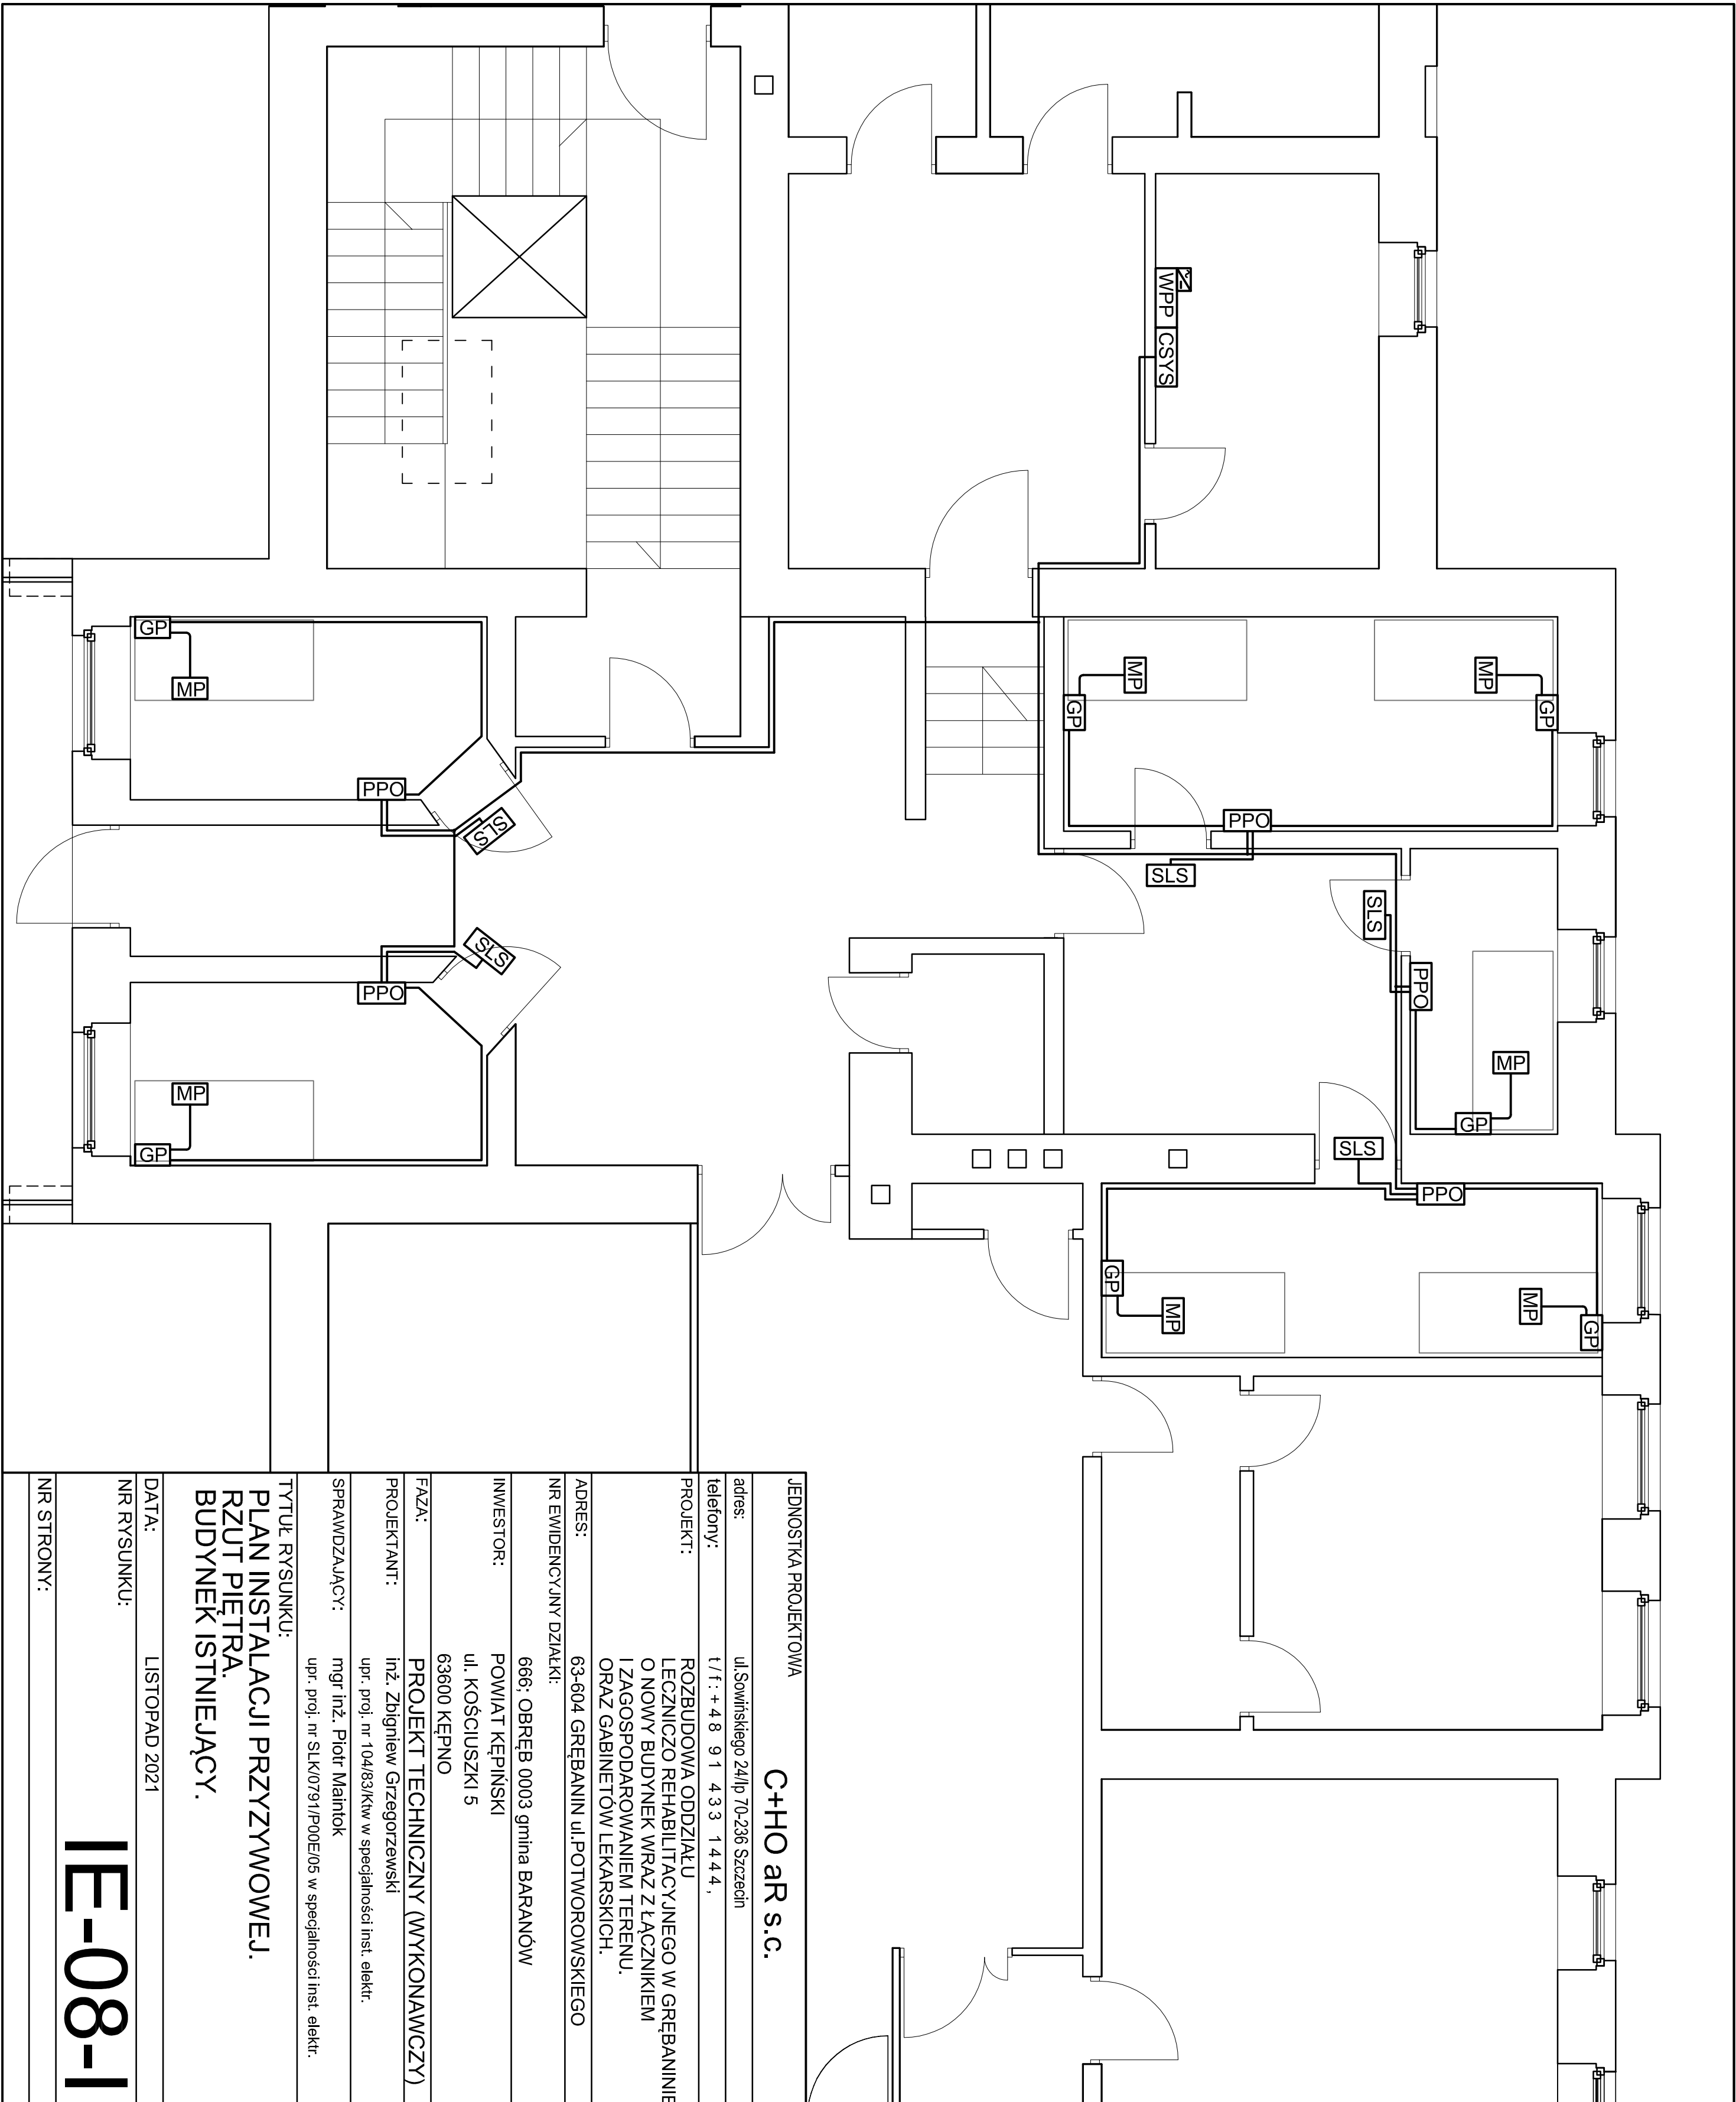 WPP
CSYS
GP
MP
PPO
SLS
SLS
PPO
MP
GP
MP
GP
MP
GP
PPO
SLS
SLS
PPO
MP
GP
SLS
PPO
GP
MP
MP
GP
JEDNOSTKA PROJEKTOWA
C+HO aR s.c.
adres: ul.Sowińskiego 24/Ip 70-236 Szczecin
telefony: t / f : + 4 8 9 1 4 3 3 1 4 4 4 ,
PROJEKT: ROZBUDOWA ODDZIAŁU
LECZNICZO REHABILITACYJNEGO W GRĘBANINIE
O NOWY BUDYNEK WRAZ Z ŁĄCZNIKIEM
I ZAGOSPODAROWANIEM TERENU.
ORAZ GABINETÓW LEKARSKICH.
ADRES: 63-604 GRĘBANIN ul.POTWOROWSKIEGO
NR EWIDENCYJNY DZIAŁKI:
666; OBRĘB 0003 gmina BARANÓW
INWESTOR: POWIAT KĘPIŃSKI
ul. KOŚCIUSZKI 5
63600 KĘPNO
FAZA: PROJEKT TECHNICZNY (WYKONAWCZY)
PROJEKTANT: inż. Zbigniew Grzegorzewski
upr. proj. nr 104/83/Ktw w specjalności inst. elektr.
SPRAWDZAJĄCY: mgr inż. Piotr Maintok
upr. proj. nr SLK/0791/P00E/05 w specjalności inst. elektr.
TYTUŁ RYSUNKU:
PLAN INSTALACJI PRZYZYWOWEJ.
RZUT PIĘTRA.
BUDYNEK ISTNIEJĄCY.
DATA: LISTOPAD 2021
NR RYSUNKU:
IE-08-I
NR STRONY: